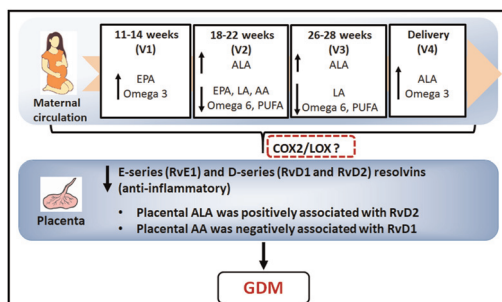 Maternal
circulation
11-14 weeks
(V1)
EPA
Omega 3
18-22 weeks
(V2)
ALA
EPA, LA, AA
Omega 6, PUFA
26-28 weeks
(V3)
ALA
LA
Omega 6, PUFA
Delivery
(V4)
ALA
Omega 3
COX2/LOX ?
Placenta
E-series (RvE1) and D-series (RvD1 and RvD2) resolvins
(anti-inflammatory)
• Placental ALA was positively associated with RvD2
• Placental AA was negatively associated with RvD1
GDM